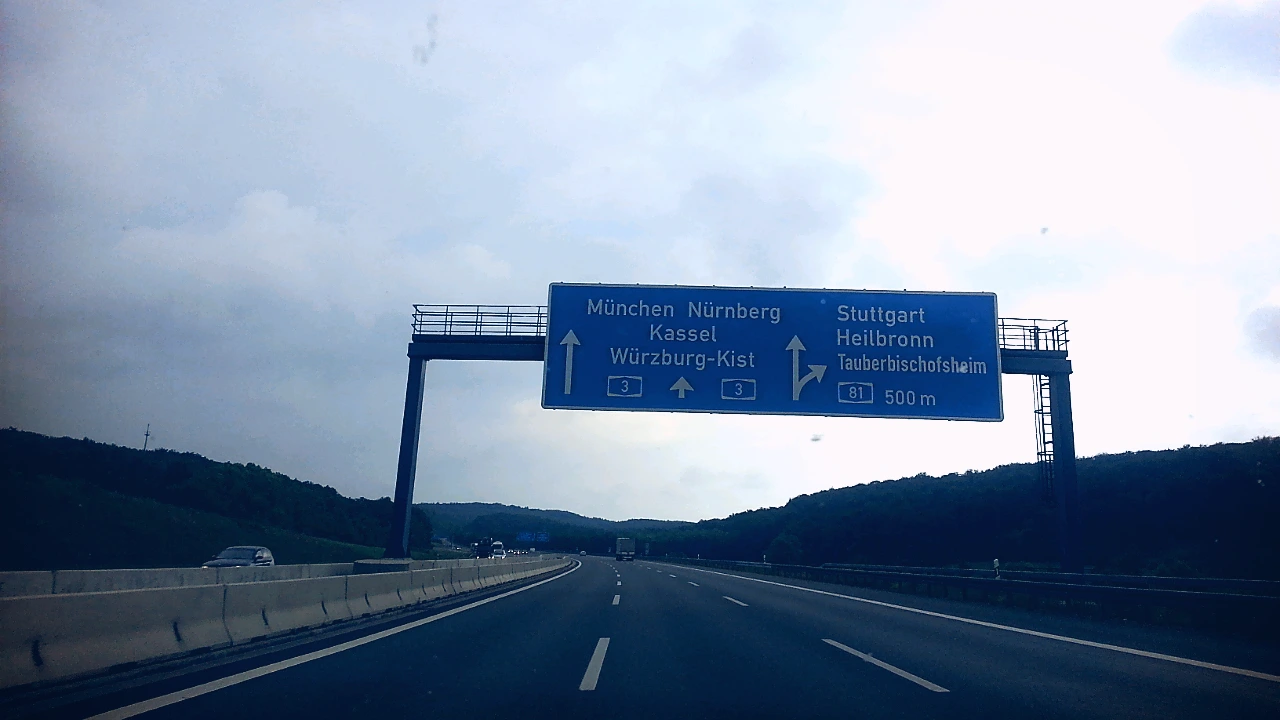 München Nürnberg
Kassel
Würzburg-Kist
3 3
Stuttgart
Heilbronn
Tauberbischofsheim
81 500 m